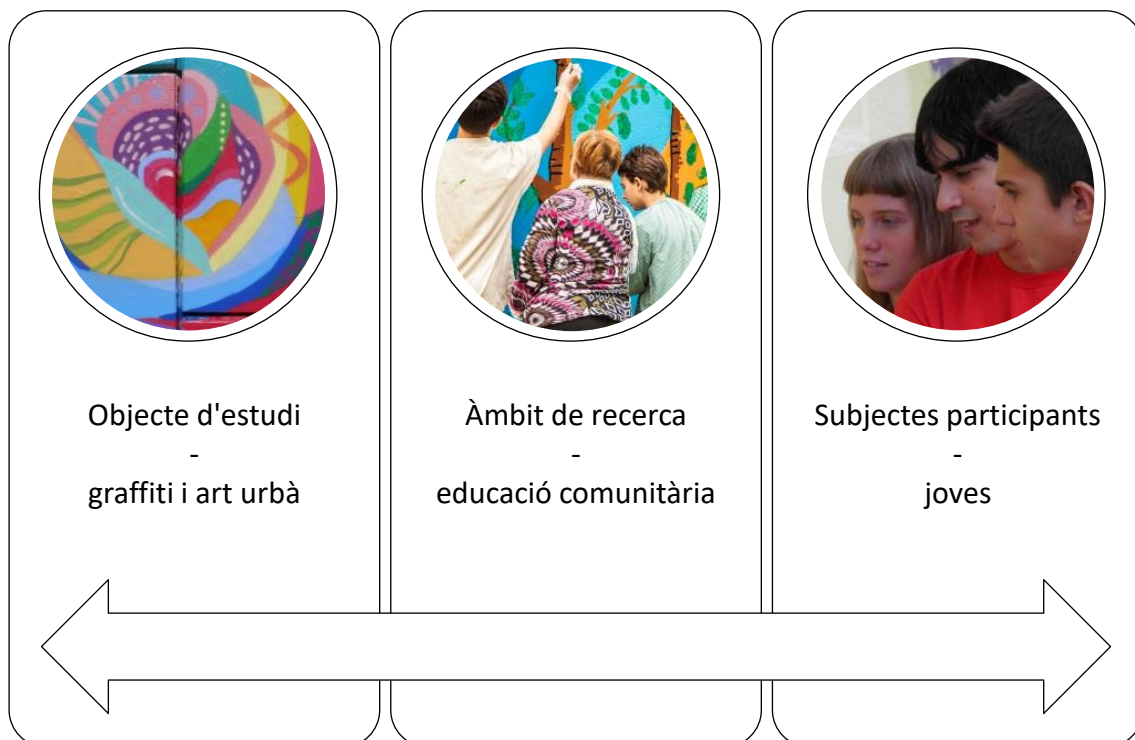 Objecte d'estudi
-
graffiti i art urbà
Àmbit de recerca
-
educació comunitària
Subjectes participants
-
joves